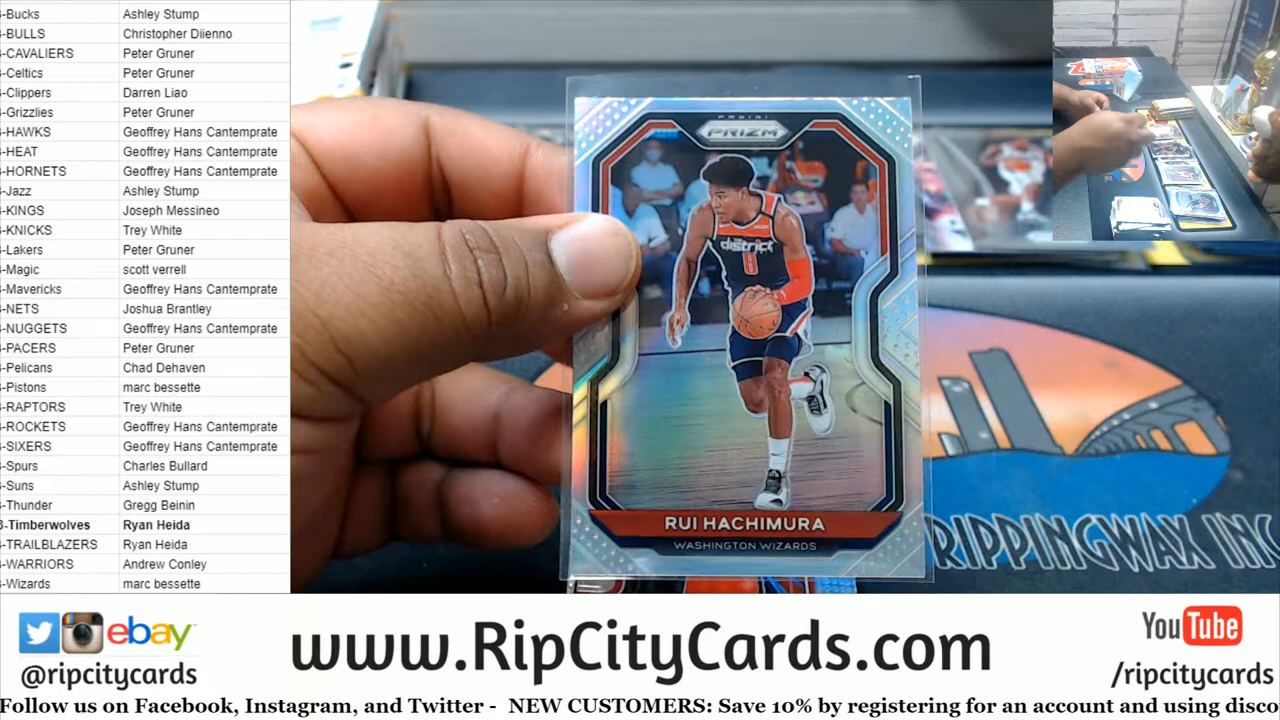 B-Bucks Ashley Stump
B-BULLS Christopher Diienno
B-CAVALIERS Peter Gruner
B-Celtics Peter Gruner
B-Clippers Darren Liao
B-Grizzlies Peter Gruner
B-HAWKS Geoffrey Hans Cantemprate
B-HEAT Geoffrey Hans Cantemprate
B-HORNETS Geoffrey Hans Cantemprate
B-Jazz Ashley Stump
B-KINGS Joseph Messineo
B-KNICKS Trey White
B-Lakers Peter Gruner
B-Magic scott verrell
B-Mavericks Geoffrey Hans Cantemprate
B-NETS Joshua Brantley
B-NUGGETS Geoffrey Hans Cantemprate
B-PACERS Peter Gruner
B-Pelicans Chad Dehaven
B-Pistons marc bessette
B-RAPTORS Trey White
B-ROCKETS Geoffrey Hans Cantemprate
B-SIXERS Geoffrey Hans Cantemprate
B-Spurs Charles Bullard
B-Suns Ashley Stump
B-Thunder Gregg Beinin
B-Timberwolves Ryan Heida
B-TRAILBLAZERS Ryan Heida
B-WARRIORS Andrew Conley
B-Wizards marc bessette
PANINI
PRIZM
district
8
RUI HACHIMURA
WASHINGTON WIZARDS
RIPPINGWAX INC
ebay
@ripcitycards
www.RipCityCards.com
YouTube
/ripcitycards
Follow us on Facebook, Instagram, and Twitter - NEW CUSTOMERS: Save 10% by registering for an account and using disco